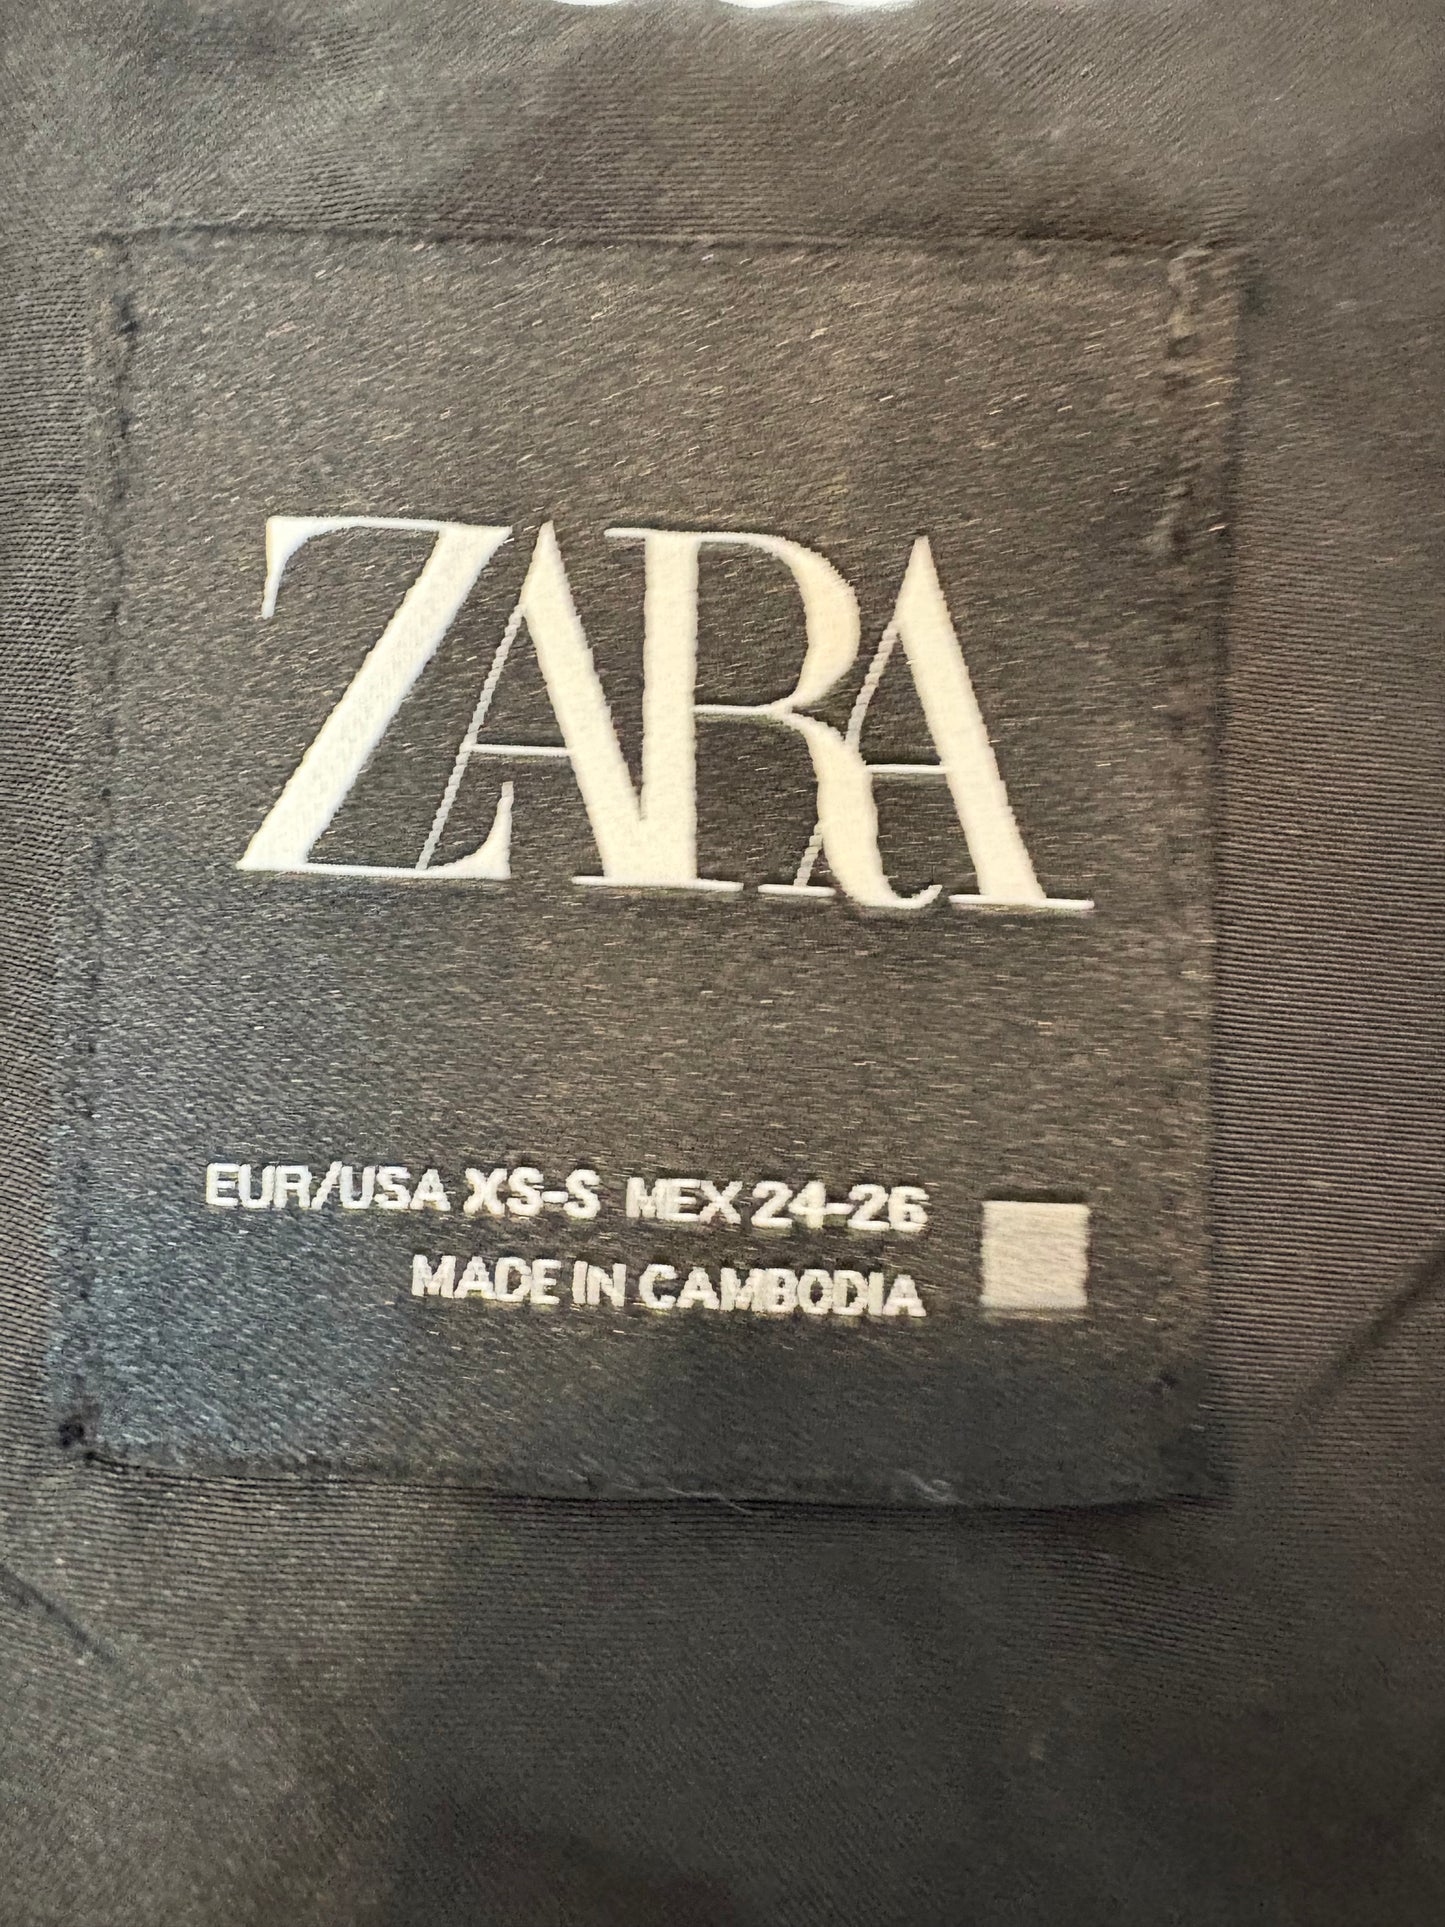 ZARA
EUR/USA XS-S MEX 24-26
MADE IN CAMBODIA